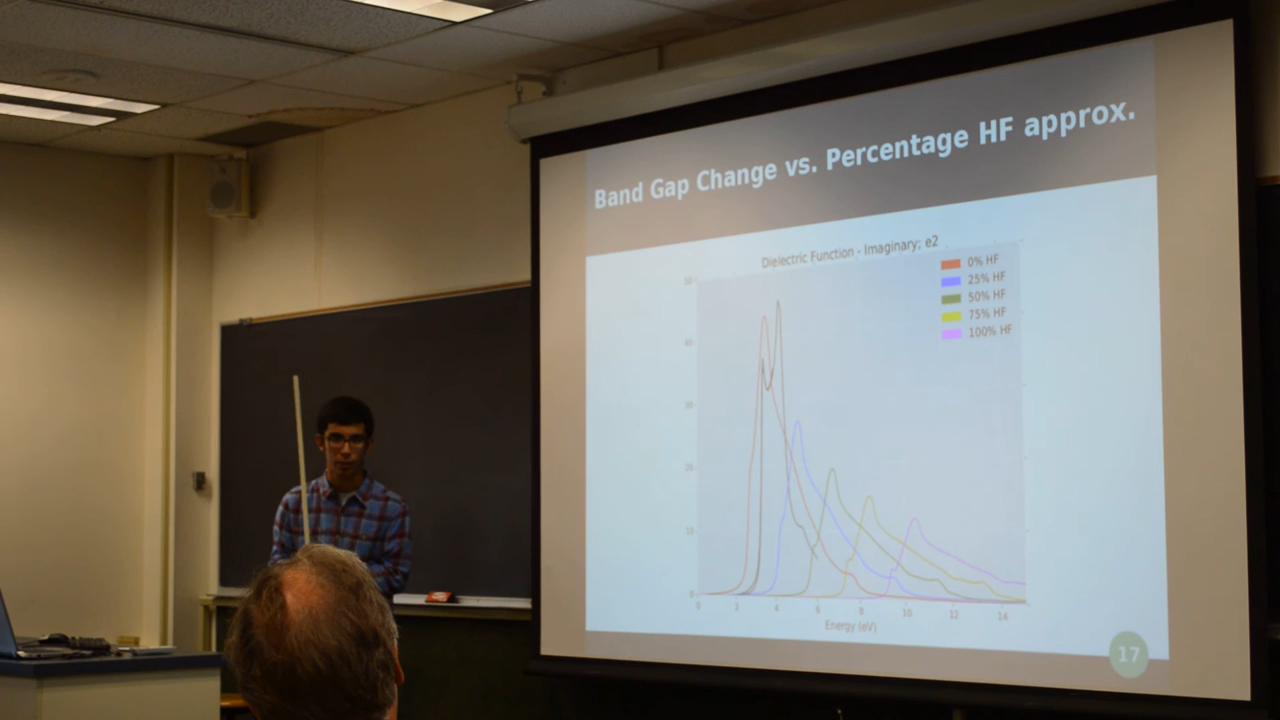 Band Gap Change vs. Percentage HF approx.
Dielectric Function - Imaginary; e2
0% HF
25% HF
50% HF
75% HF
100% HF
50
40
30
20
10
0
0 2 4 6 8 10 12 14
Energy (eV)
17